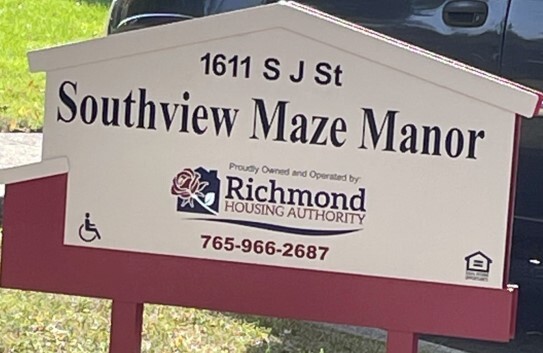 1611 S J St
Southview Maze Manor
Proudly Owned and Operated by:
Richmond
HOUSING AUTHORITY
765-966-2687